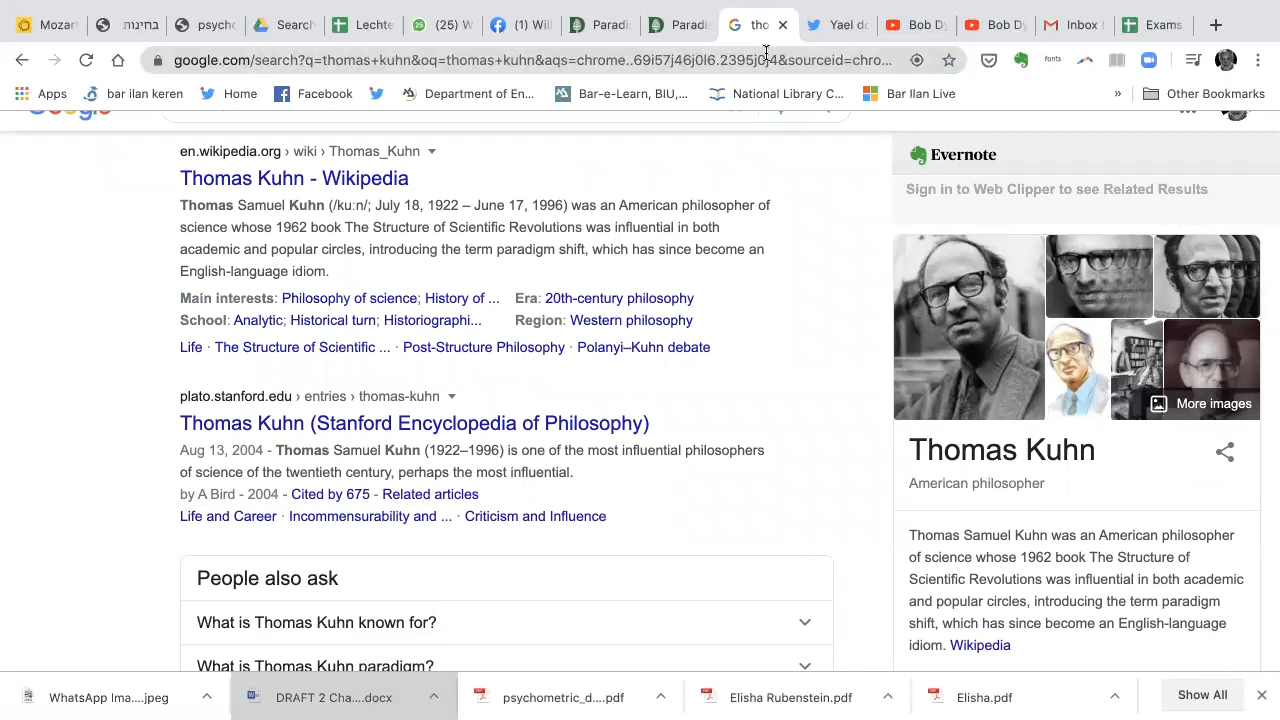 Mozar
בחינות
psych
Search
Lechte
(25) W
(1) Wil
Paradi
Paradi
tho
Yael do
Bob Dy
Bob Dy
Inbox
Exams
google.com/search?q=thomas+kuhn&oq=thomas+kuhn&aqs=chrome..69i57j46j0l6.2395j0j4&sourceid=chro...
Apps
bar ilan keren
Home
Facebook
Department of En...
Bar-e-Learn, BIU,...
National Library C...
Bar Ilan Live
»
Other Bookmarks
en.wikipedia.org › wiki › Thomas_Kuhn
Thomas Kuhn - Wikipedia
Thomas Samuel Kuhn (/kuːn/; July 18, 1922 – June 17, 1996) was an American philosopher of
science whose 1962 book The Structure of Scientific Revolutions was influential in both
academic and popular circles, introducing the term paradigm shift, which has since become an
English-language idiom.
Main interests: Philosophy of science; History of ... Era: 20th-century philosophy
School: Analytic; Historical turn; Historiographi... Region: Western philosophy
Life · The Structure of Scientific ... · Post-Structure Philosophy · Polanyi–Kuhn debate
plato.stanford.edu › entries › thomas-kuhn
Thomas Kuhn (Stanford Encyclopedia of Philosophy)
Aug 13, 2004 - Thomas Samuel Kuhn (1922–1996) is one of the most influential philosophers
of science of the twentieth century, perhaps the most influential.
by A Bird - 2004 - Cited by 675 - Related articles
Life and Career · Incommensurability and ... · Criticism and Influence
People also ask
What is Thomas Kuhn known for?
What is Thomas Kuhn paradigm?
Evernote
Sign in to Web Clipper to see Related Results
More images
Thomas Kuhn
American philosopher
Thomas Samuel Kuhn was an American philosopher
of science whose 1962 book The Structure of
Scientific Revolutions was influential in both academic
and popular circles, introducing the term paradigm
shift, which has since become an English-language
idiom. Wikipedia
WhatsApp Ima....jpeg
DRAFT 2 Cha....docx
psychometric_d....pdf
Elisha Rubenstein.pdf
Elisha.pdf
Show All